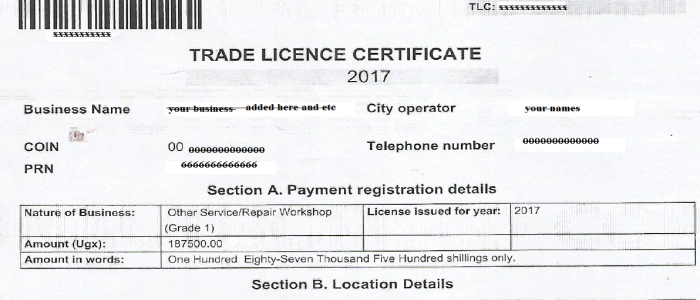 TLC: xxxxxxxxxxxxx
xxxxxxxxxxx
TRADE LICENCE CERTIFICATE
2017
Business Name your business added here and etc City operator your names
COIN 00 0000000000000 Telephone number 0000000000000
PRN 6666666666666
Section A. Payment registration details
Nature of Business: Other Service/Repair Workshop (Grade 1) License issued for year: 2017
Amount (Ugx): 187500.00
Amount in words: One Hundred Eighty-Seven Thousand Five Hundred shillings only.
Section B. Location Details